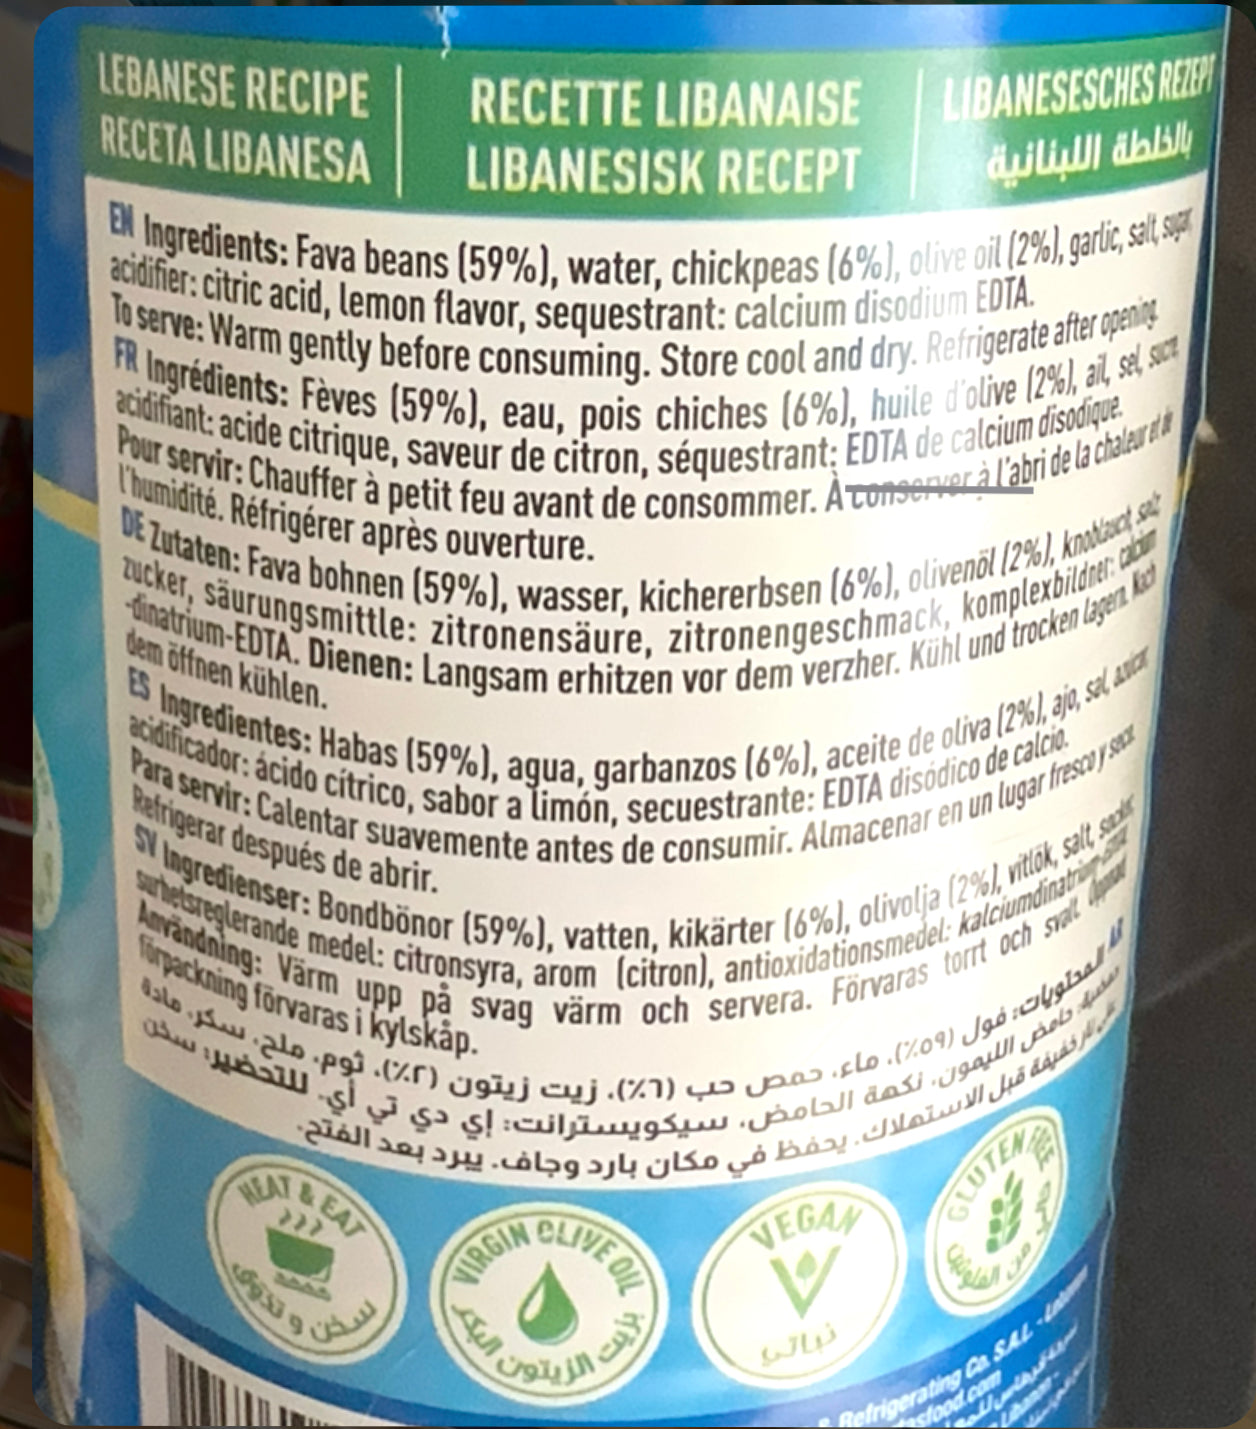 LEBANESE RECIPE
RECETA LIBANESA
RECETTE LIBANAISE
LIBANESISK RECEPT
LIBANESESCHES REZEPT
بالخلطة اللبنانية
EN Ingredients: Fava beans (59%), water, chickpeas (6%), olive oil (2%), garlic, salt, sugar,
acidifier: citric acid, lemon flavor, sequestrant: calcium disodium EDTA.
To serve: Warm gently before consuming. Store cool and dry. Refrigerate after opening.
FR Ingrédients: Fèves (59%), eau, pois chiches (6%), huile d'olive (2%), ail, sel, sucre,
acidifiant: acide citrique, saveur de citron, séquestrant: EDTA de calcium disodique.
Pour servir: Chauffer à petit feu avant de consommer. À conserver à l'abri de la chaleur et de
l'humidité. Réfrigérer après ouverture.
DE Zutaten: Fava bohnen (59%), wasser, kichererbsen (6%), olivenöl (2%), knoblauch, salz,
zucker, säurungsmittle: zitronensäure, zitronengeschmack, komplexbildner: calcium
-dinatrium-EDTA. Dienen: Langsam erhitzen vor dem verzher. Kühl und trocken lagern. Nach
dem öffnen kühlen.
ES Ingredientes: Habas (59%), agua, garbanzos (6%), aceite de oliva (2%), ajo, sal, azúcar,
acidificador: ácido cítrico, sabor a limón, secuestrante: EDTA disódico de calcio.
Para servir: Calentar suavemente antes de consumir. Almacenar en un lugar fresco y seco.
Refrigerar después de abrir.
SV Ingredienser: Bondbönor (59%), vatten, kikärter (6%), olivolja (2%), vitlök, salt, socker,
surhetsreglerande medel: citronsyra, arom (citron), antioxidationsmedel: kalciumdinatrium-EDTA.
Användning: Värm upp på svag värm och servera. Förvaras torrt och svalt. Öppnad
förpackning förvaras i kylskåp.
AR المحتويات: فول (٥٩٪)، ماء، حمص حب (٦٪)، زيت زيتون (٢٪)، ثوم، ملح، سكر، مادة
حمضية: حامض الليمون، نكهة الحامض، سيكويسترانت: إي دي تي أي. للتحضير: سخن
على نار خفيفة قبل الاستهلاك. يحفظ في مكان بارد وجاف. يبرد بعد الفتح.
HEAT & EAT
سخن و تذوق
VIRGIN OLIVE OIL
بزيت الزيتون البكر
VEGAN
نباتي
GLUTEN FREE
خالي من الغلوتين
Refrigerating Co. S.A.L. - Lebanon